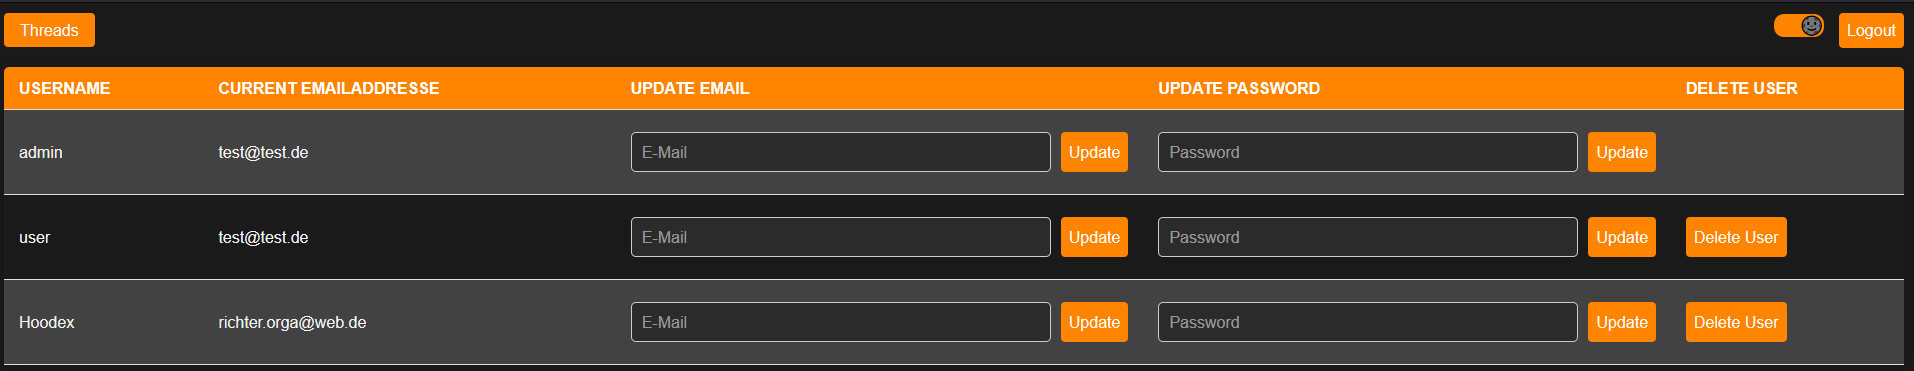 Threads Logout
USERNAME CURRENT EMAILADDRESSE UPDATE EMAIL UPDATE PASSWORD DELETE USER
admin test@test.de E-Mail Update Password Update
user test@test.de E-Mail Update Password Update Delete User
Hoodex richter.orga@web.de E-Mail Update Password Update Delete User